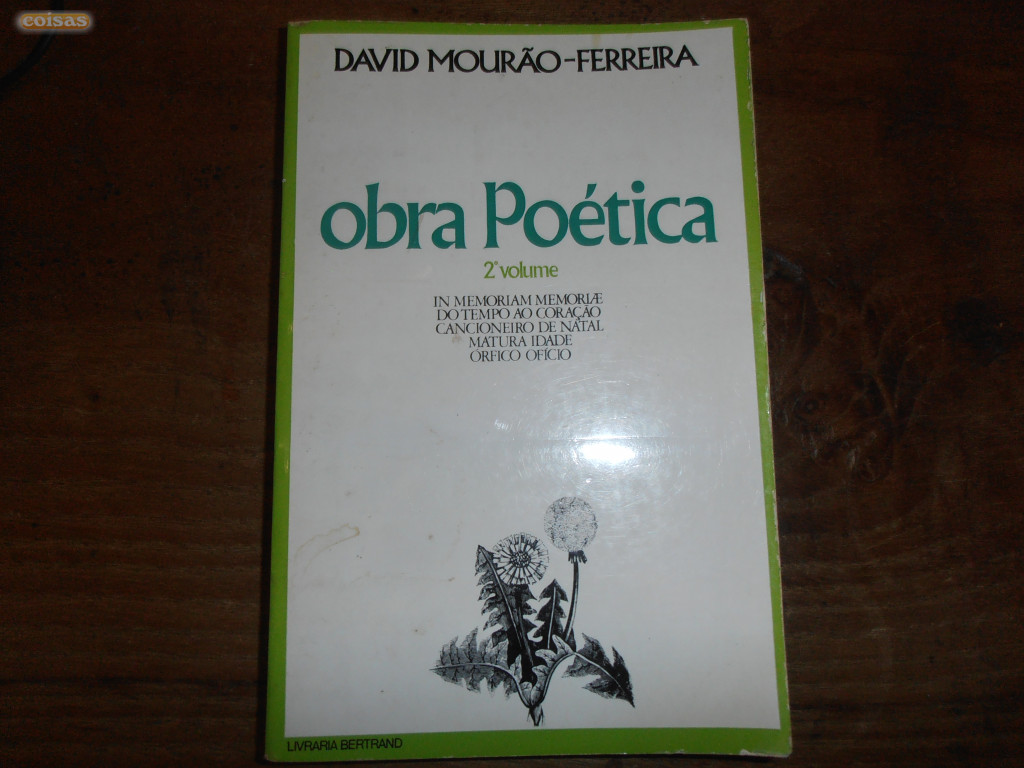 coisas
DAVID MOURÃO-FERREIRA
obra Poética
2º volume
IN MEMORIAM MEMORIÆ
DO TEMPO AO CORAÇÃO
CANCIONEIRO DE NATAL
MATURA IDADE
ÓRFICO OFÍCIO
LIVRARIA BERTRAND